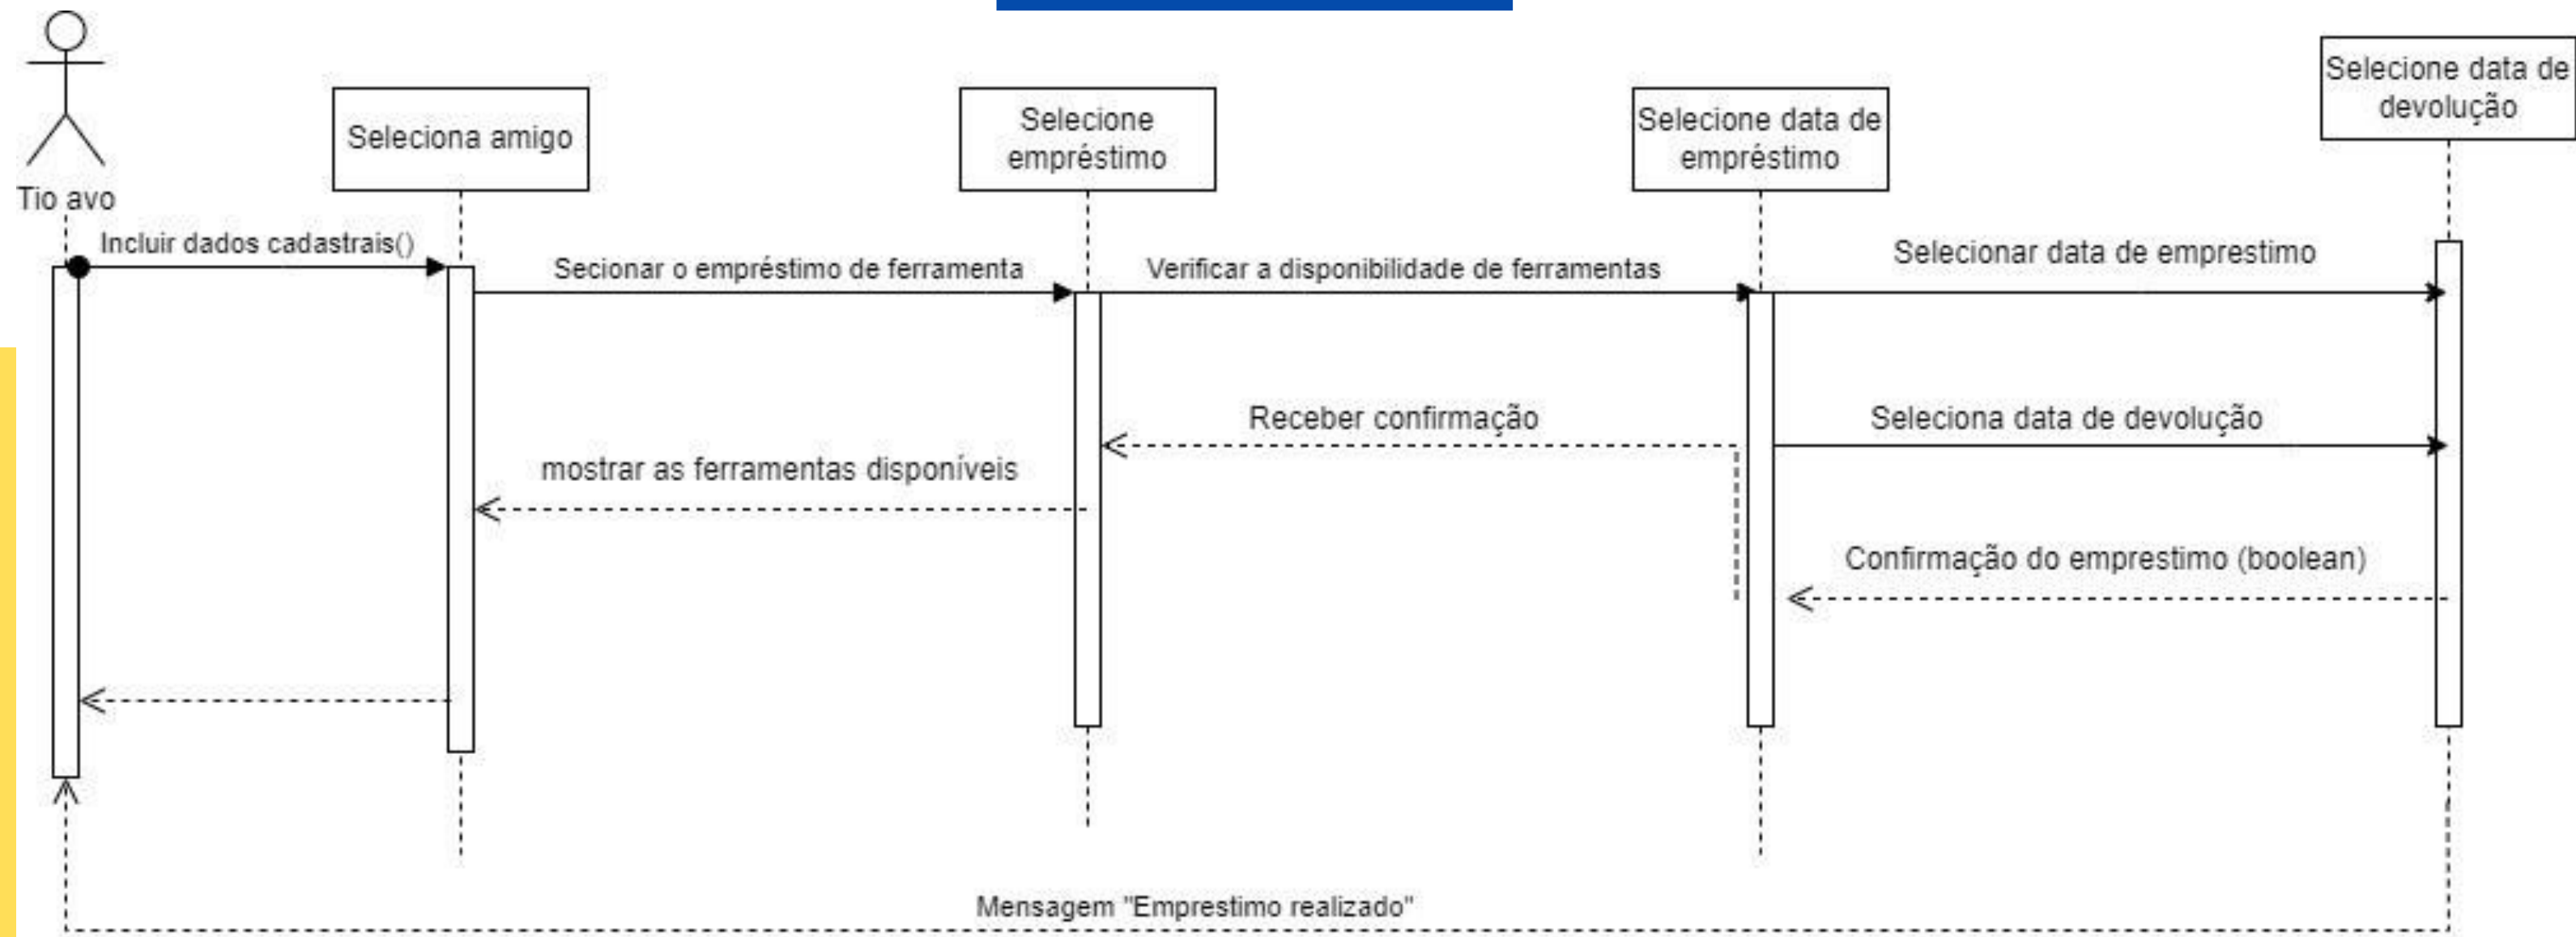 Selecione data de
devolução
Seleciona amigo
Selecione
empréstimo
Selecione data de
empréstimo
Tio avo
Incluir dados cadastrais()
Secionar o empréstimo de ferramenta
Verificar a disponibilidade de ferramentas
Selecionar data de emprestimo
Receber confirmação
Seleciona data de devolução
mostrar as ferramentas disponíveis
Confirmação do emprestimo (boolean)
Mensagem "Emprestimo realizado"